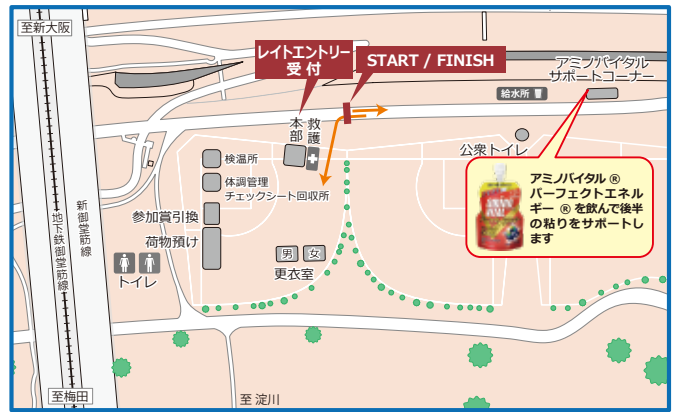 至新大阪
レイトエントリー
受付
START / FINISH
アミノバイタル
サポートコーナー
給水所
本部
救護
公衆トイレ
検温所
体調管理
チェックシート回収所
参加賞引換
荷物預け
トイレ
男
女
更衣室
アミノバイタル ®
パーフェクトエネル
ギー ® を飲んで後半
の粘りをサポートし
ます
新御堂筋線
地下鉄御堂筋線
至梅田
至 淀川